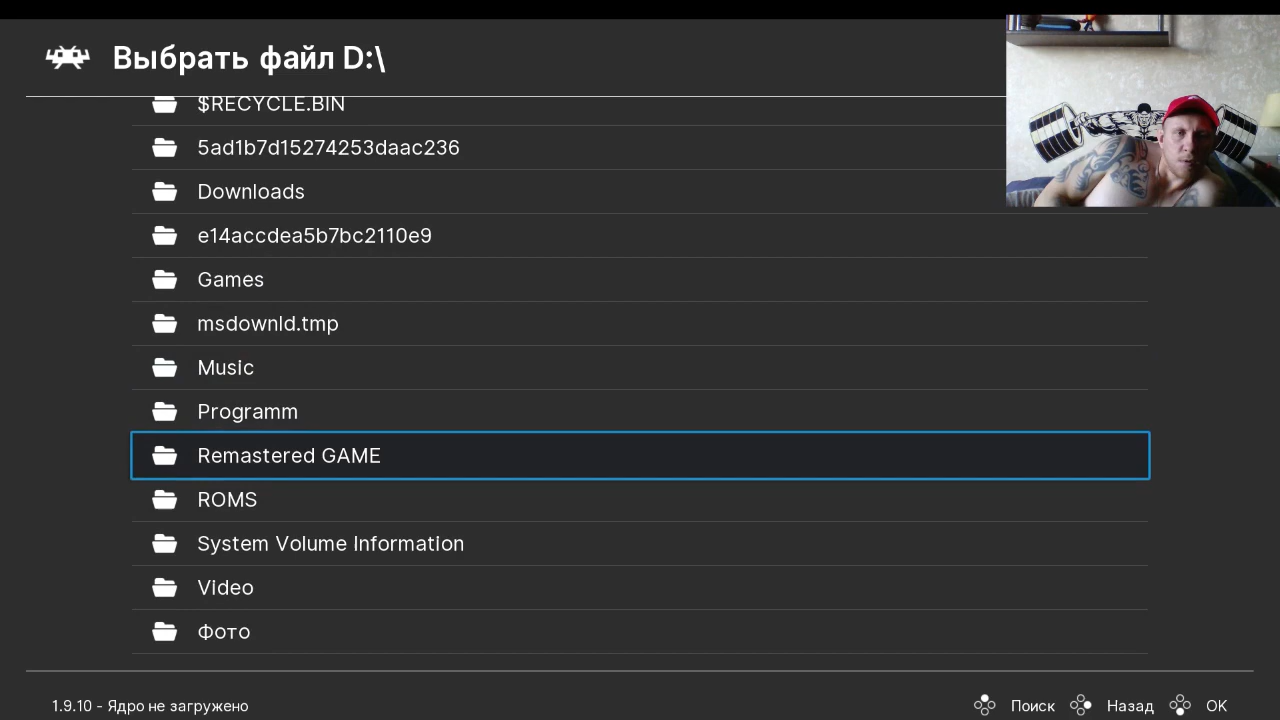 Выбрать файл D:\
$RECYCLE.BIN
5ad1b7d15274253daac236
Downloads
e14accdea5b7bc2110e9
Games
msdownld.tmp
Music
Programm
Remastered GAME
ROMS
System Volume Information
Video
Фото
1.9.10 - Ядро не загружено
Поиск Назад OK